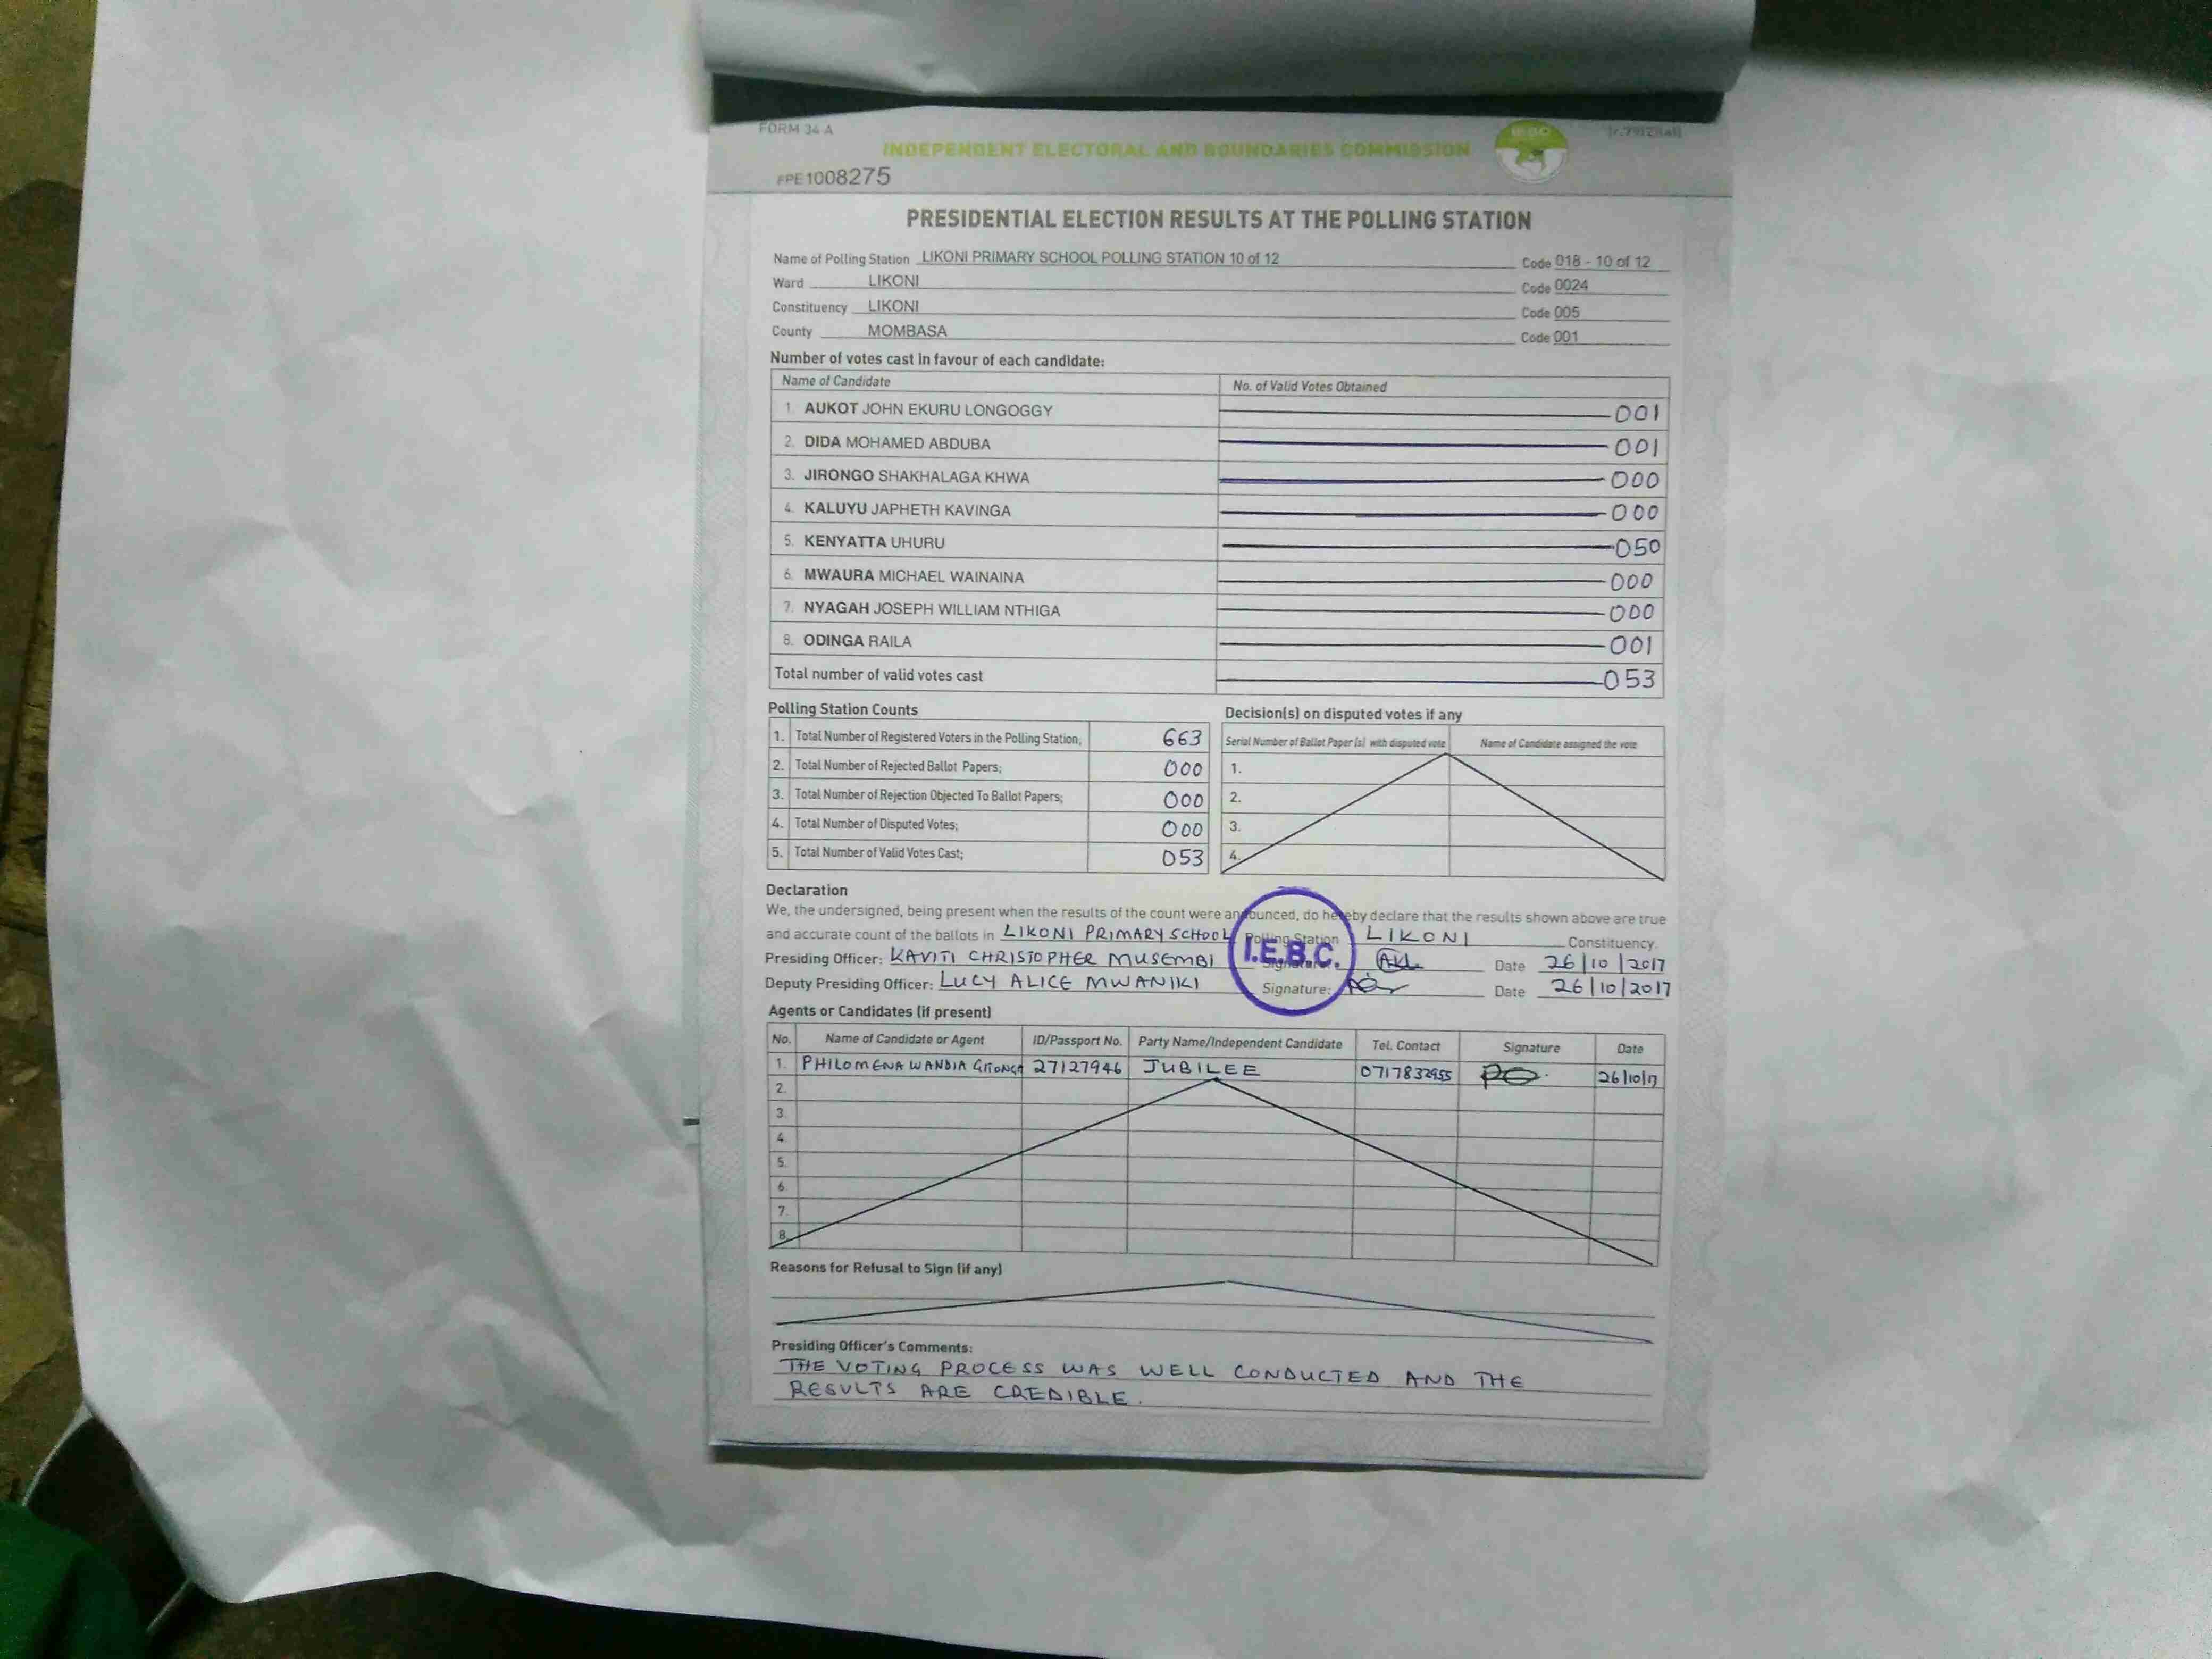 FORM 34 A
INDEPENDENT ELECTORAL AND BOUNDARIES COMMISSION
#PE1008275
PRESIDENTIAL ELECTION RESULTS AT THE POLLING STATION
Name of Polling Station LIKONI PRIMARY SCHOOL POLLING STATION 10 of 12 Code 018 - 10 of 12
Ward LIKONI Code 0024
Constituency LIKONI Code 005
County MOMBASA Code 001
Number of votes cast in favour of each candidate:
Name of Candidate No. of Valid Votes Obtained
1. AUKOT JOHN EKURU LONGOGGY 001
2. DIDA MOHAMED ABDUBA 001
3. JIRONGO SHAKHALAGA KHWA 000
4. KALUYU JAPHETH KAVINGA 000
5. KENYATTA UHURU 050
6. MWAURA MICHAEL WAINAINA 000
7. NYAGAH JOSEPH WILLIAM NTHIGA 000
8. ODINGA RAILA 001
Total number of valid votes cast 053
Polling Station Counts
1. Total Number of Registered Voters in the Polling Station; 663
2. Total Number of Rejected Ballot Papers; 000
3. Total Number of Rejection Objected To Ballot Papers; 000
4. Total Number of Disputed Votes; 000
5. Total Number of Valid Votes Cast; 053
Decision(s) on disputed votes if any
Serial Number of Ballot Paper (s) with disputed vote Name of Candidate assigned the vote
1.
2.
3.
4.
Declaration
We, the undersigned, being present when the results of the count were announced, do hereby declare that the results shown above are true
and accurate count of the ballots in LIKONI PRIMARY SCHOOL Polling Station LIKONI Constituency.
Presiding Officer: KAVITI CHRISTOPHER MUSEMBI Signature: Date 26/10/2017
Deputy Presiding Officer: LUCY ALICE MWANIKI Signature: Date 26/10/2017
I.E.B.C.
Agents or Candidates (if present)
No. Name of Candidate or Agent ID/Passport No. Party Name/Independent Candidate Tel. Contact Signature Date
1. PHILOMENA WANDIA GITONGA 27127946 JUBILEE 0717832955 26/10/17
2.
3.
4.
5.
6.
7.
8.
Reasons for Refusal to Sign (if any)
Presiding Officer's Comments:
THE VOTING PROCESS WAS WELL CONDUCTED AND THE
RESULTS ARE CREDIBLE.